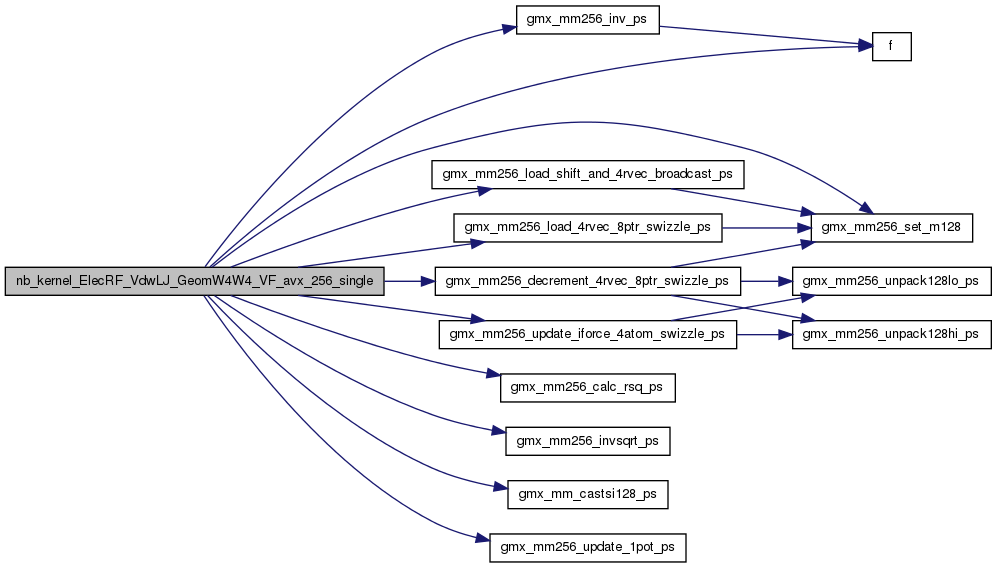 gmx_mm256_inv_ps
f
gmx_mm256_load_shift_and_4rvec_broadcast_ps
gmx_mm256_load_4rvec_8ptr_swizzle_ps
gmx_mm256_set_m128
nb_kernel_ElecRF_VdwLJ_GeomW4W4_VF_avx_256_single
gmx_mm256_decrement_4rvec_8ptr_swizzle_ps
gmx_mm256_unpack128lo_ps
gmx_mm256_update_iforce_4atom_swizzle_ps
gmx_mm256_unpack128hi_ps
gmx_mm256_calc_rsq_ps
gmx_mm256_invsqrt_ps
gmx_mm_castsi128_ps
gmx_mm256_update_1pot_ps